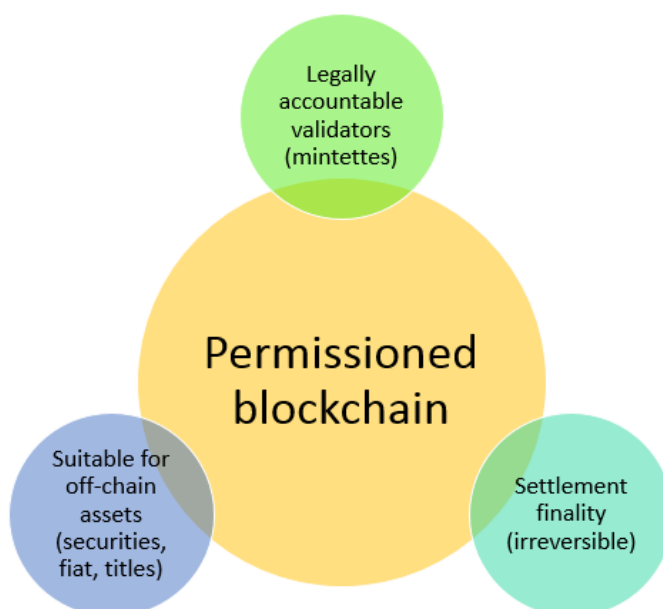 Legally
accountable
validators
(mintettes)
Permissioned
blockchain
Suitable for
off-chain
assets
(securities,
fiat, titles)
Settlement
finality
(irreversible)